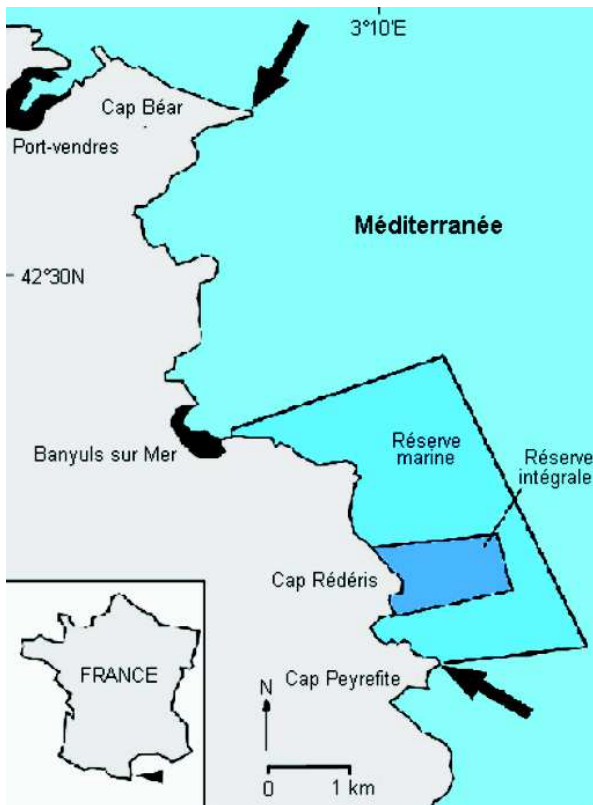 3°10'E
Cap Béar
Port-vendres
Méditerranée
42°30N
Banyuls sur Mer
Réserve
marine
Réserve
intégrale
Cap Rédéris
FRANCE
Cap Peyrefite
N
0 1 km